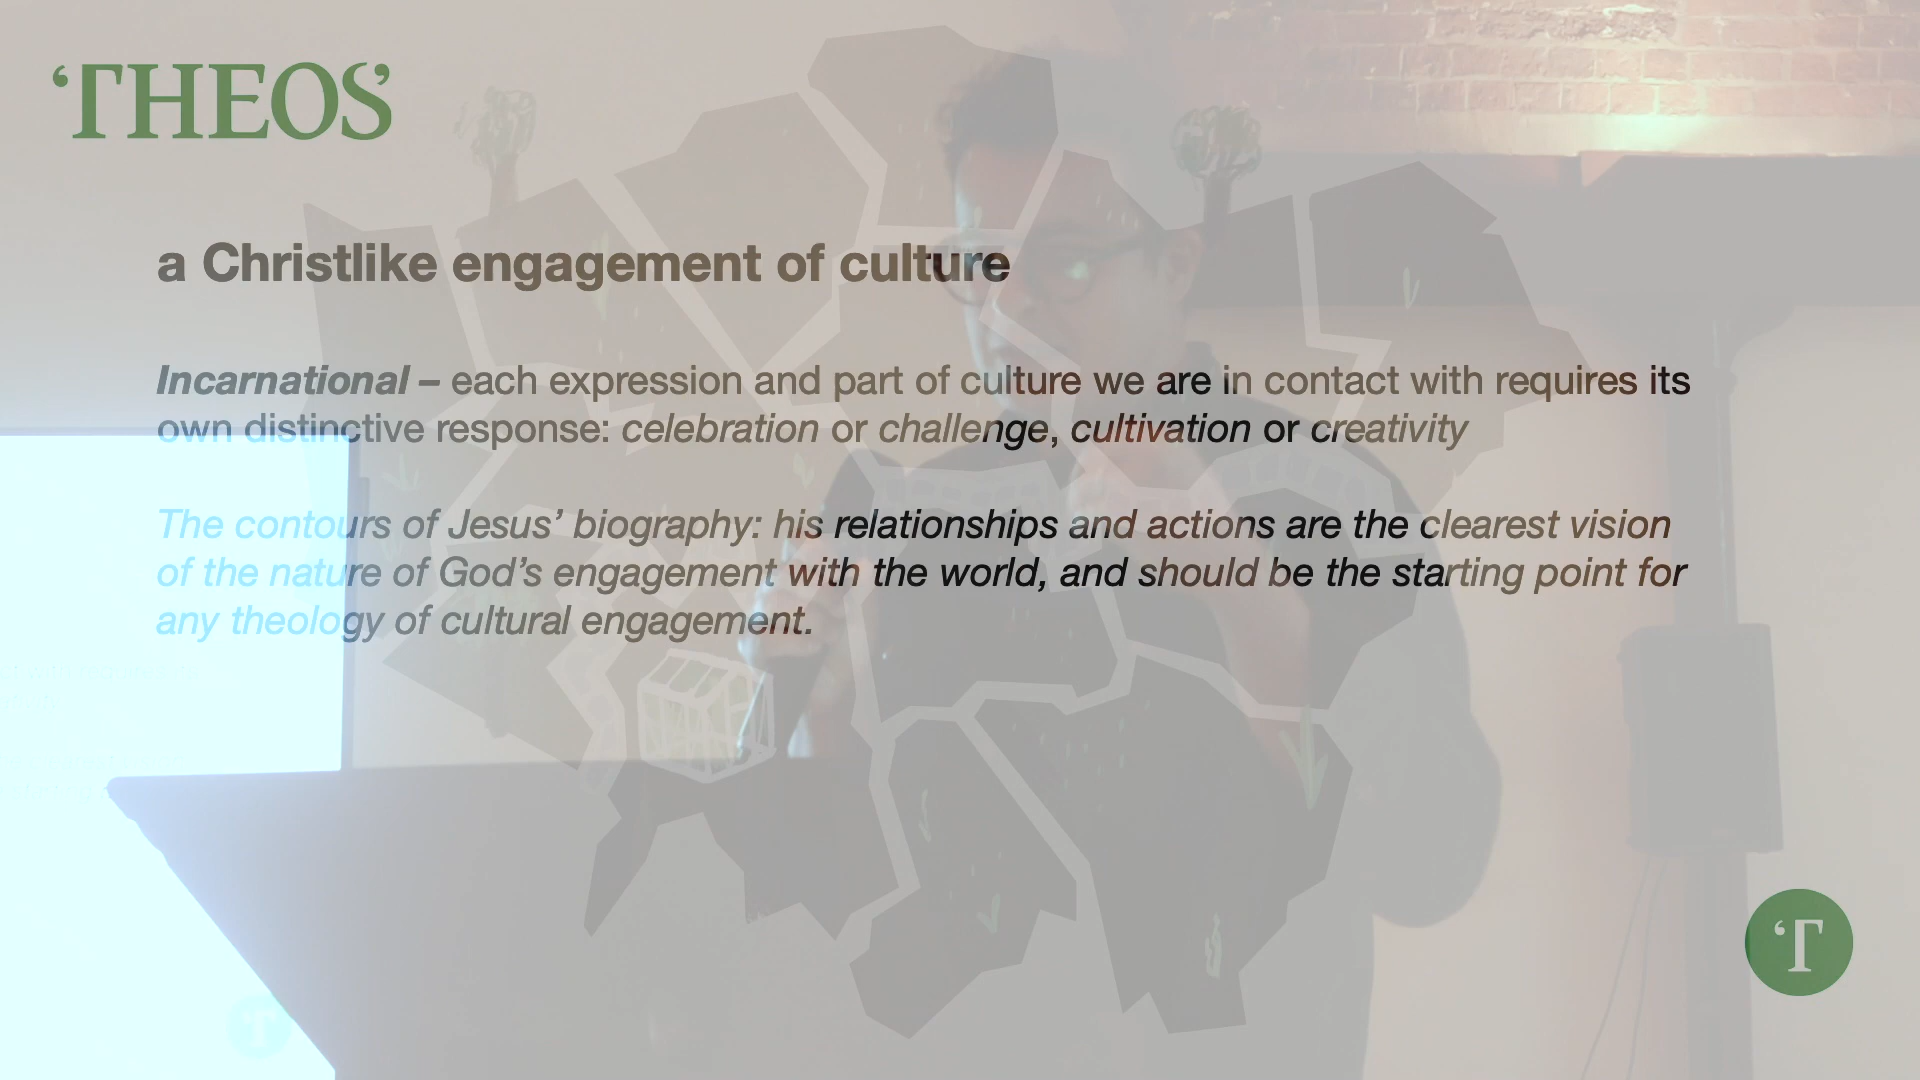 ‘THEOS’
a Christlike engagement of culture
Incarnational – each expression and part of culture we are in contact with requires its
own distinctive response: celebration or challenge, cultivation or creativity
The contours of Jesus’ biography: his relationships and actions are the clearest vision
of the nature of God’s engagement with the world, and should be the starting point for
any theology of cultural engagement.
‘T
‘T